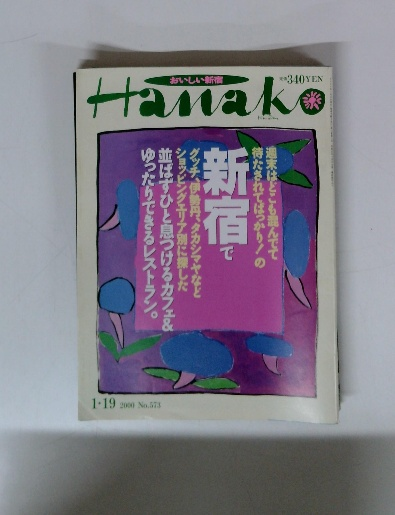 おいしい新宿
定価340YEN
Hanako
週末はどこも混んでて
待たされてばっかり!の
新宿で
グッチ、伊勢丹、タカシマヤなど
ショッピングエリア別に探した
並ばずひと息つけるカフェ&
ゆったりできるレストラン。
1・19 2000 No.573